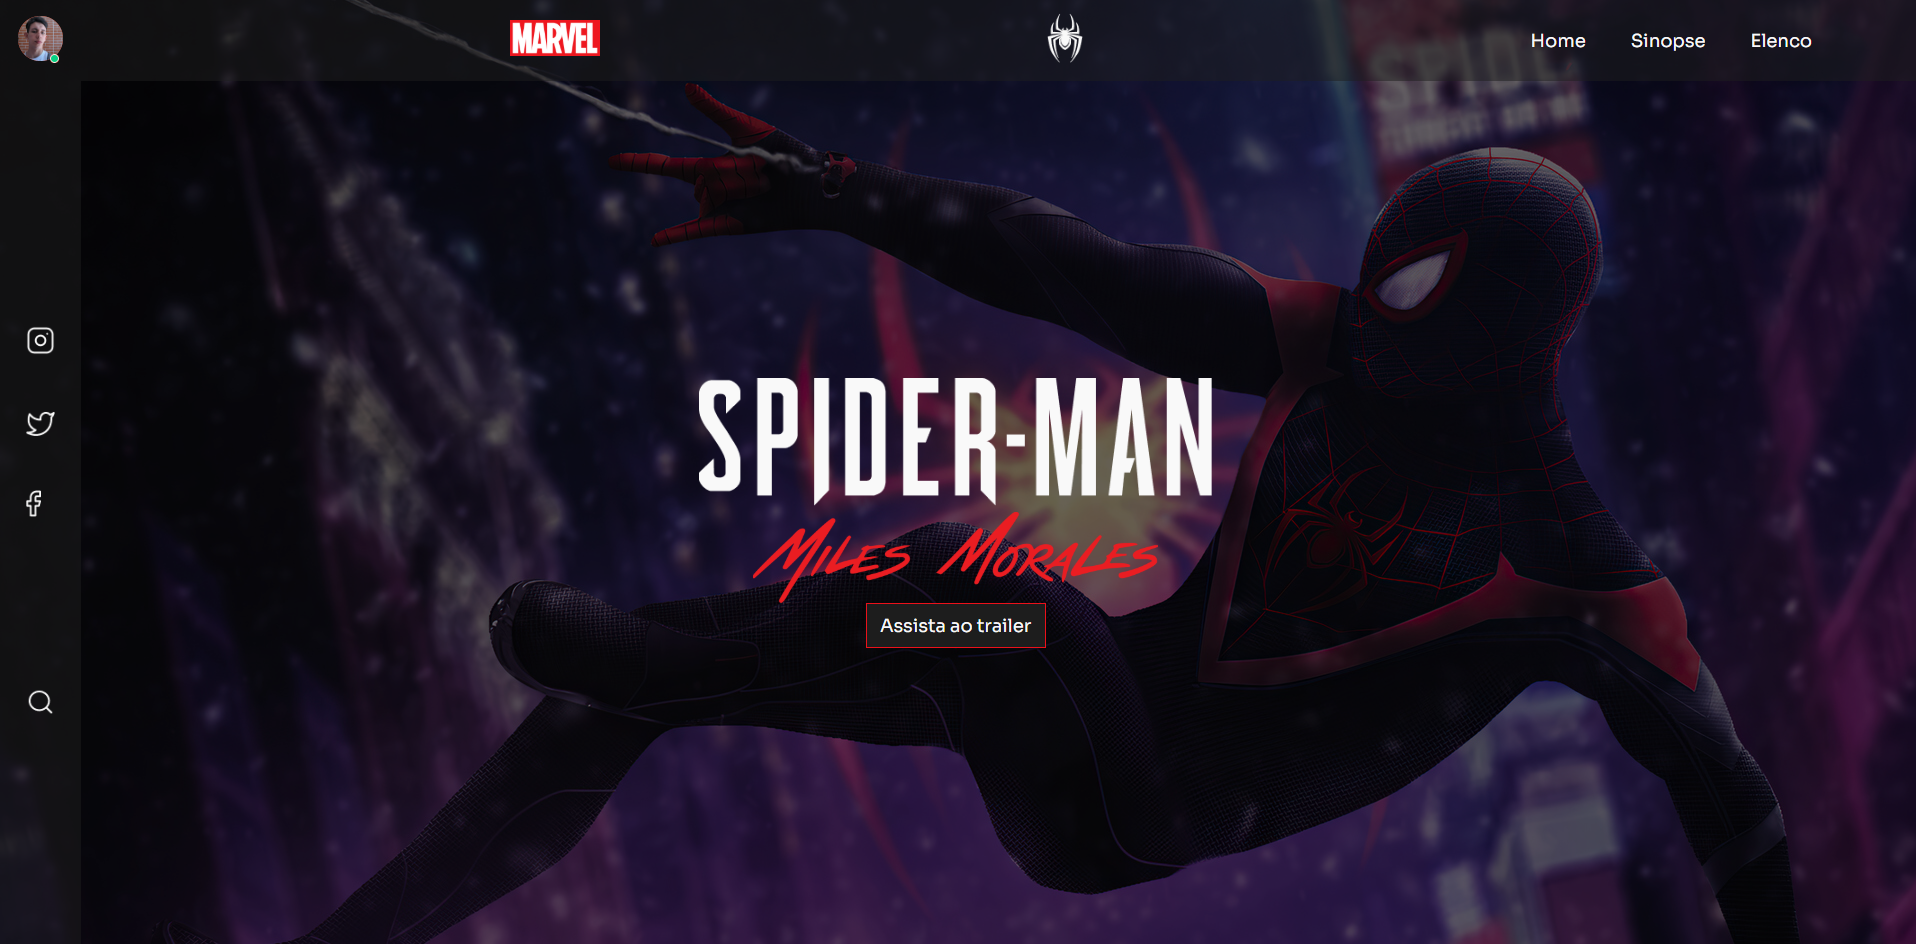 MARVEL
Home
Sinopse
Elenco
SPIDER-MAN
MILES MORALES
Assista ao trailer